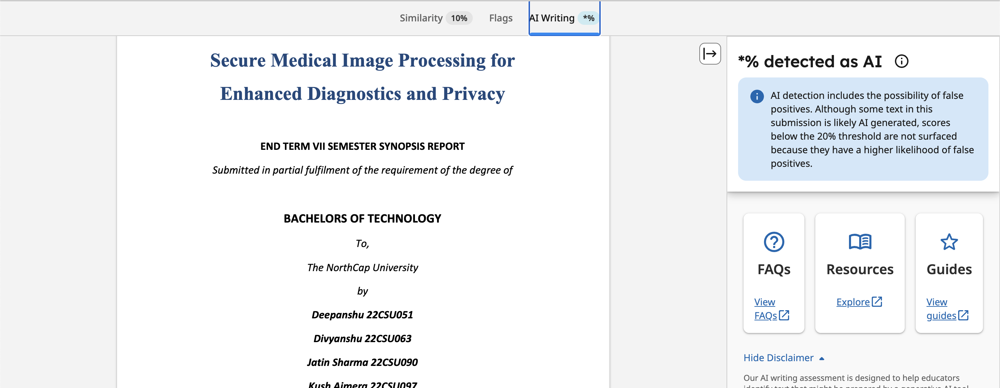 Similarity 10% Flags AI Writing *%
Secure Medical Image Processing for
Enhanced Diagnostics and Privacy
END TERM VII SEMESTER SYNOPSIS REPORT
Submitted in partial fulfilment of the requirement of the degree of
BACHELORS OF TECHNOLOGY
To,
The NorthCap University
by
Deepanshu 22CSU051
Divyanshu 22CSU063
Jatin Sharma 22CSU090
Kush Ajmera 22CSU097
*% detected as AI
AI detection includes the possibility of false
positives. Although some text in this
submission is likely AI generated, scores
below the 20% threshold are not surfaced
because they have a higher likelihood of false
positives.
FAQs
View
FAQs
Resources
Explore
Guides
View
guides
Hide Disclaimer
Our AI writing assessment is designed to help educators
identify text that might be prepared by a generative AI tool